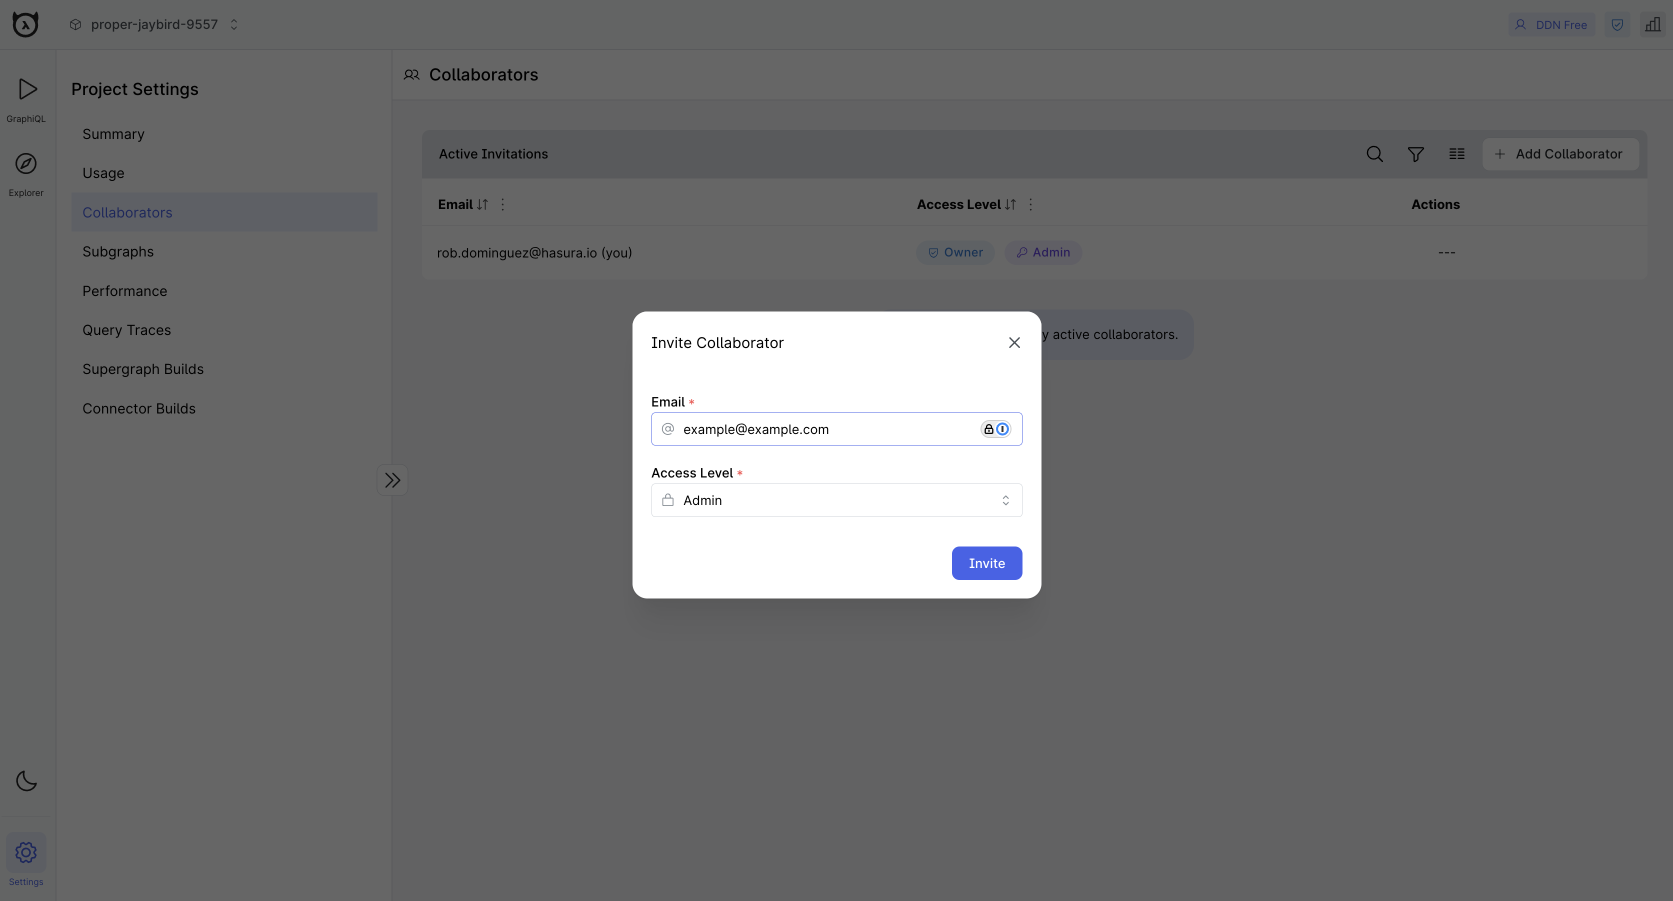 proper-jaybird-9557
DDN Free
GraphiQL
Explorer
Settings
Project Settings
Summary
Usage
Collaborators
Subgraphs
Performance
Query Traces
Supergraph Builds
Connector Builds
Collaborators
Active Invitations
+ Add Collaborator
Email Access Level Actions
rob.dominguez@hasura.io (you) Owner Admin ---
y active collaborators.
Invite Collaborator
Email *
@ example@example.com
Access Level *
Admin
Invite